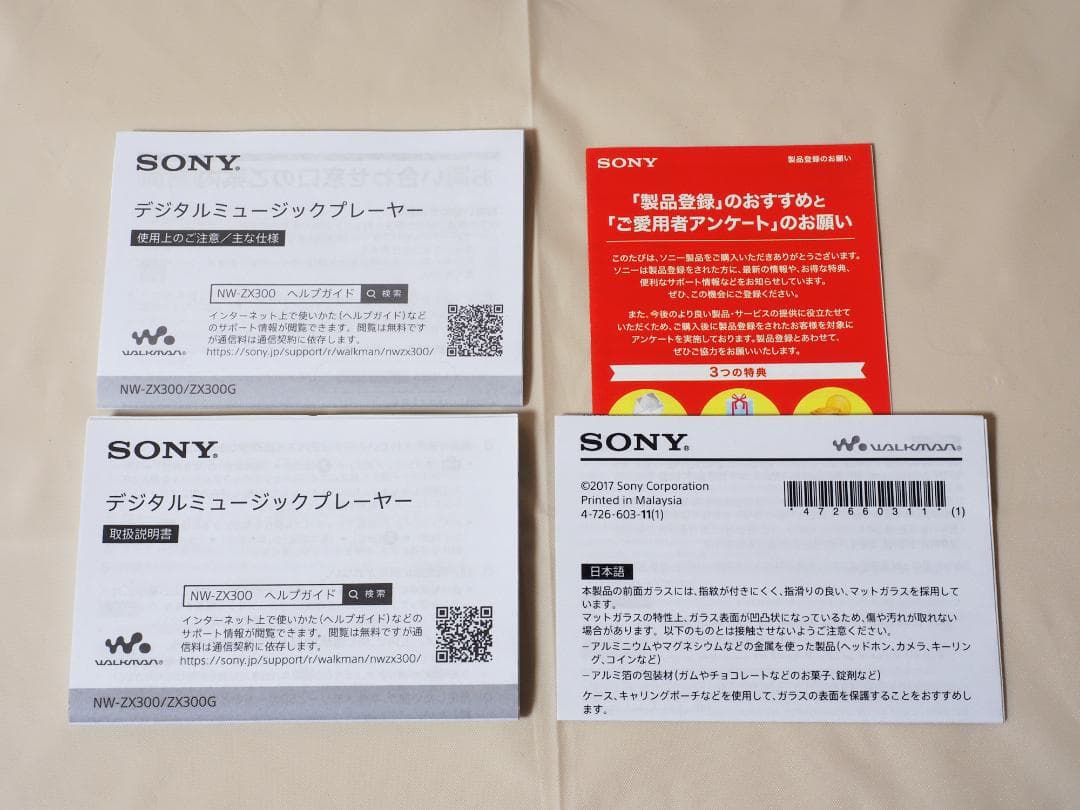 SONY®
デジタルミュージックプレーヤー
使用上のご注意/主な仕様
NW-ZX300 ヘルプガイド 検索
インターネット上で使いかた(ヘルプガイド)など
のサポート情報が閲覧できます。閲覧は無料です
が通信料は通信契約に依存します。
https://sony.jp/support/r/walkman/nwzx300/
WALKMAN®
NW-ZX300/ZX300G
SONY®
デジタルミュージックプレーヤー
取扱説明書
NW-ZX300 ヘルプガイド 検索
インターネット上で使いかた(ヘルプガイド)などの
サポート情報が閲覧できます。閲覧は無料ですが通
信料は通信契約に依存します。
https://sony.jp/support/r/walkman/nwzx300/
WALKMAN®
NW-ZX300/ZX300G
SONY 製品登録のお願い
「製品登録」のおすすめと
「ご愛用者アンケート」のお願い
このたびは、ソニー製品をご購入いただきありがとうございます。
ソニーは製品登録をされた方に、最新の情報や、お得な特典、
便利なサポート情報などをお知らせしています。
ぜひ、この機会にご登録ください。
また、今後のより良い製品・サービスの提供に役立たせて
いただくため、ご購入後に製品登録をされたお客様を対象に
アンケートを実施しております。製品登録とあわせて、
ぜひご協力をお願いいたします。
3つの特典
SONY® WALKMAN®
©2017 Sony Corporation
Printed in Malaysia
4-726-603-11(1)
*472660311*(1)
日本語
本製品の前面ガラスには、指紋が付きにくく、指滑りの良い、マットガラスを採用して
います。
マットガラスの特性上、ガラス表面が凹凸状になっているため、傷や汚れが取れない
場合があります。以下のものとは接触させないようご注意ください。
–アルミニウムやマグネシウムなどの金属を使った製品(ヘッドホン、カメラ、キーリン
グ、コインなど)
–アルミ箔の包装材(ガムやチョコレートなどのお菓子、錠剤など)
ケース、キャリングポーチなどを使用して、ガラスの表面を保護することをおすすめし
ます。